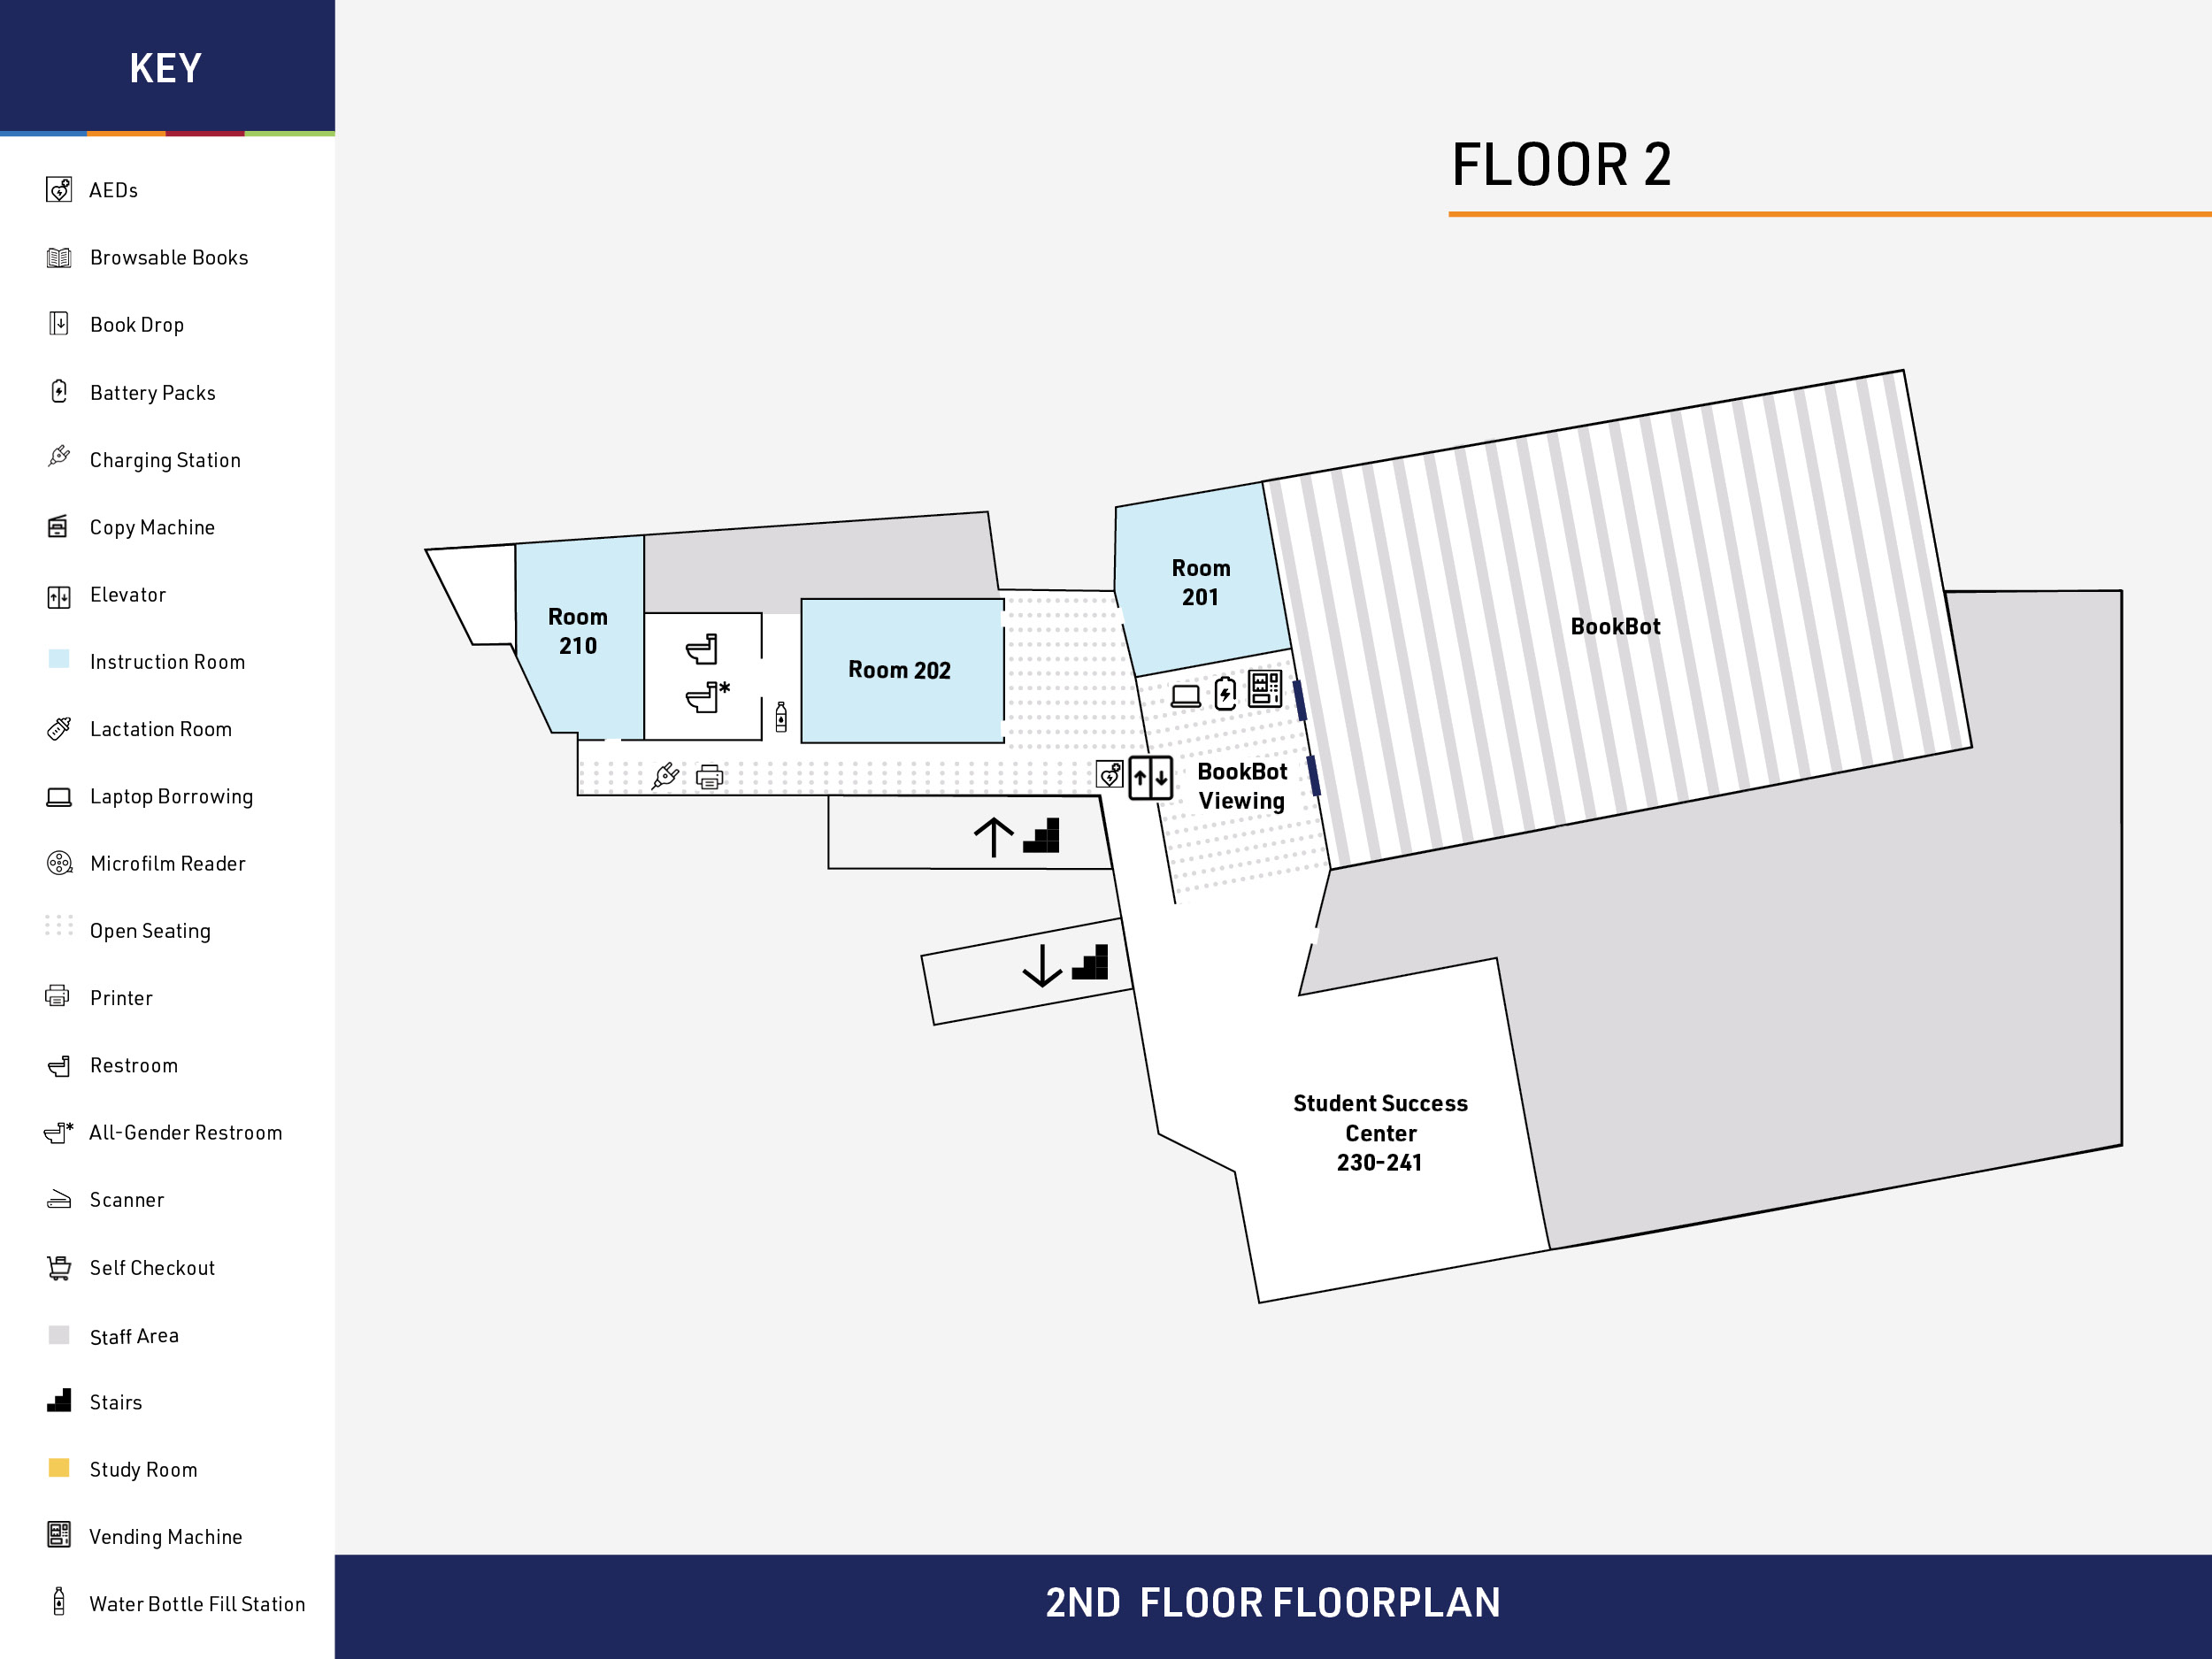 KEY
AEDs
Browsable Books
Book Drop
Battery Packs
Charging Station
Copy Machine
Elevator
Instruction Room
Lactation Room
Laptop Borrowing
Microfilm Reader
Open Seating
Printer
Restroom
All-Gender Restroom
Scanner
Self Checkout
Staff Area
Stairs
Study Room
Vending Machine
Water Bottle Fill Station
FLOOR 2
Room
210
Room 202
Room
201
BookBot
BookBot
Viewing
Student Success
Center
230-241
2ND FLOOR FLOORPLAN